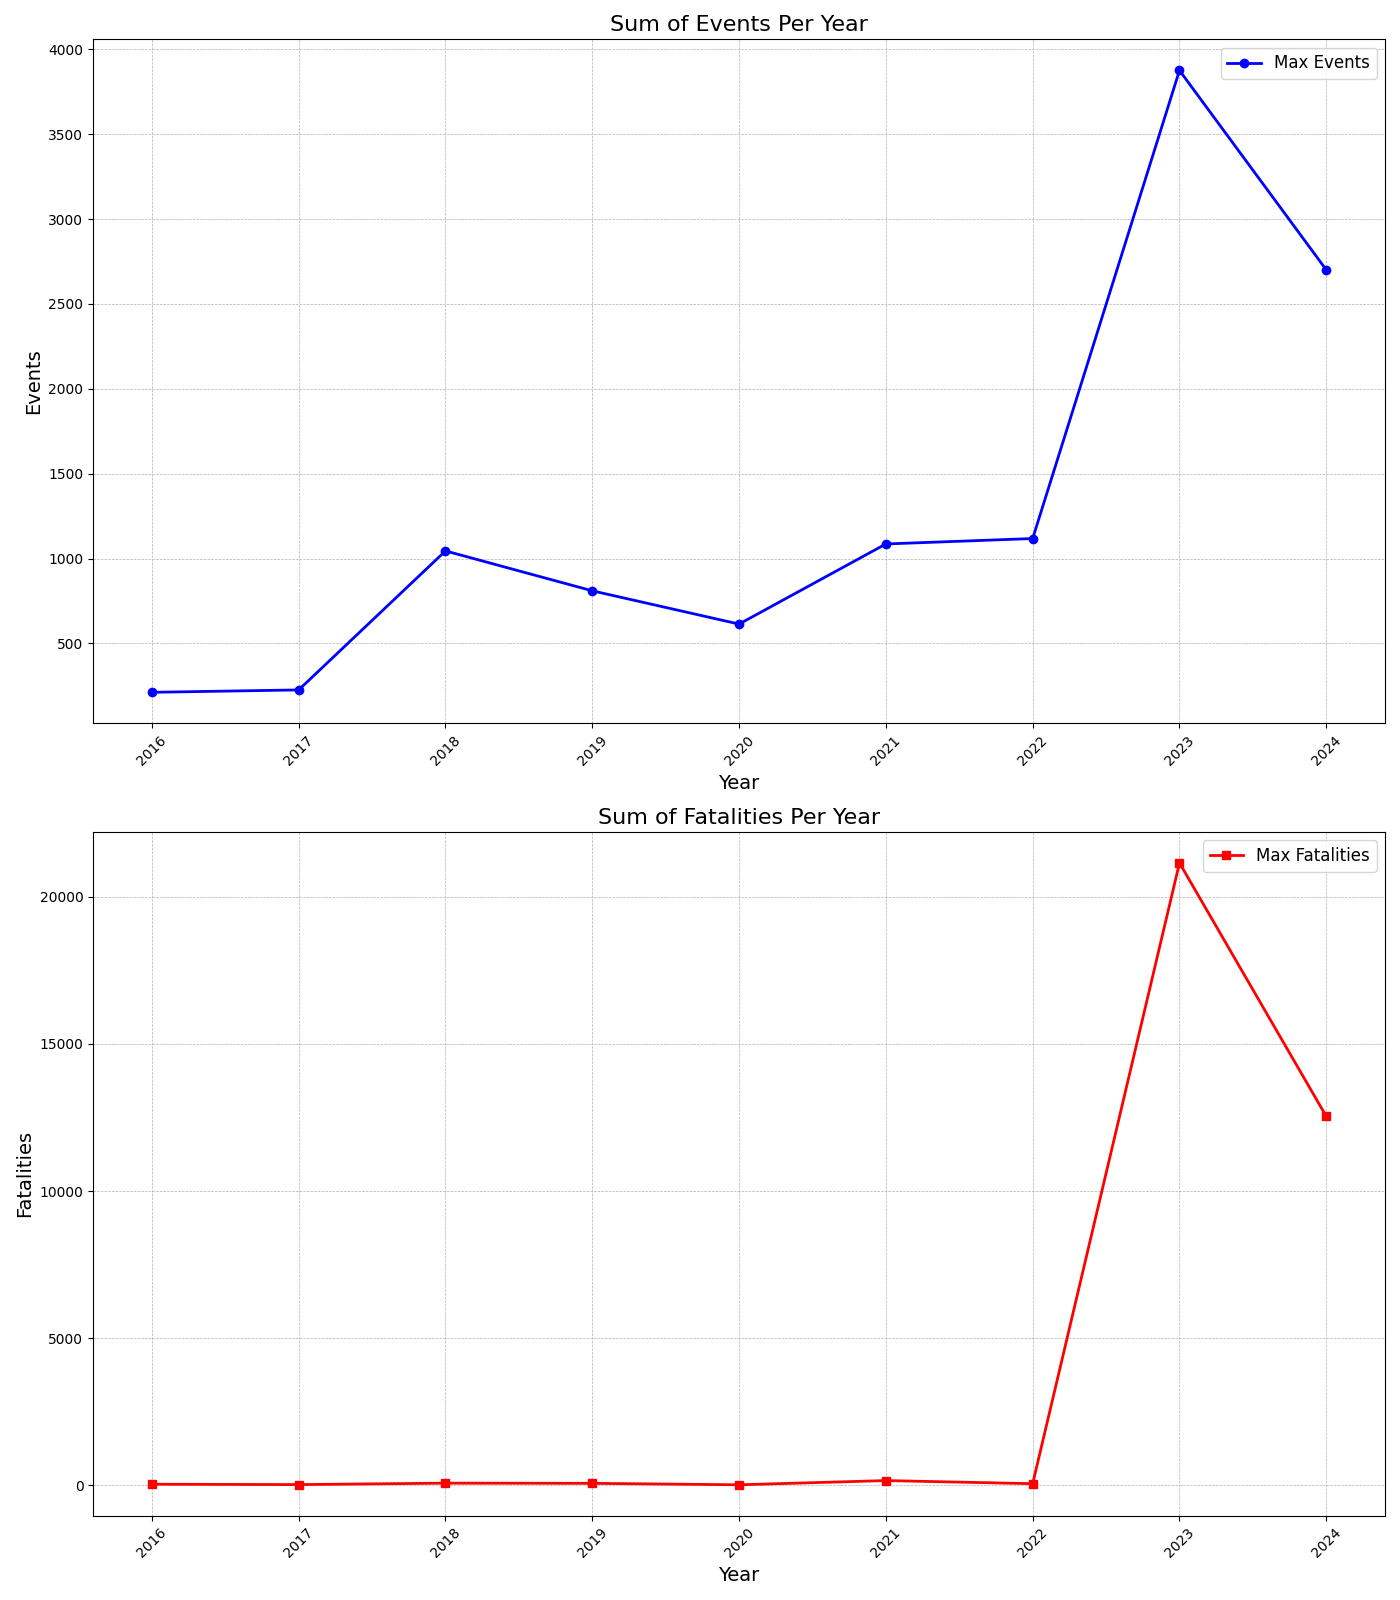 Sum of Events Per Year
Max Events
4000
3500
3000
2500
2000
1500
1000
500
Events
2016 2017 2018 2019 2020 2021 2022 2023 2024
Year
Sum of Fatalities Per Year
Max Fatalities
20000
15000
10000
5000
0
Fatalities
2016 2017 2018 2019 2020 2021 2022 2023 2024
Year